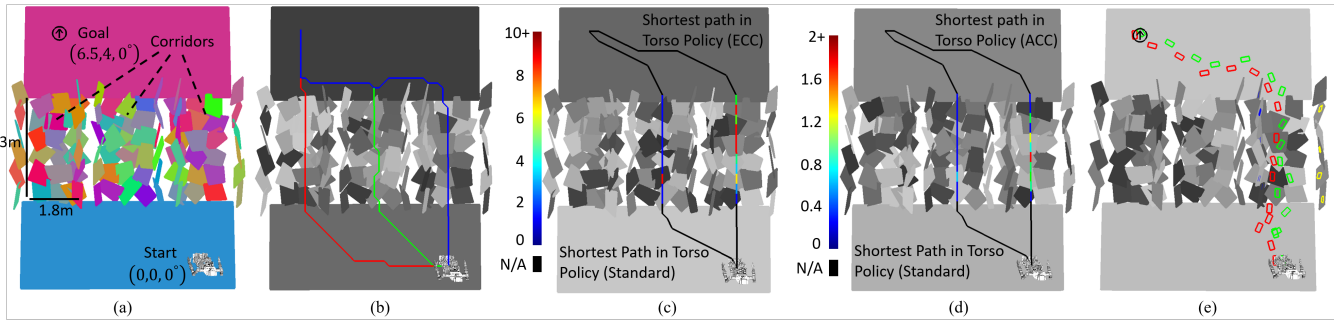 Goal
(6.5,4, 0°)
Corridors
3m
1.8m
Start
(0,0, 0°)
(a)
(b)
10+
8
6
4
2
0
N/A
Shortest path in
Torso Policy (ECC)
Shortest Path in Torso
Policy (Standard)
(c)
2+
1.6
1.2
0.8
0.4
0
N/A
Shortest path in
Torso Policy (ACC)
Shortest Path in Torso
Policy (Standard)
(d)
(e)